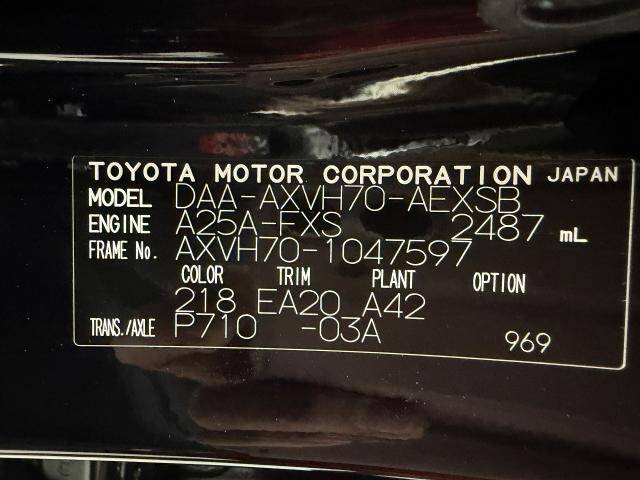 TOYOTA MOTOR CORPORATION JAPAN
MODEL DAA-AXVH70-AEXSB
ENGINE A25A-FXS 2487 mL
FRAME No. AXVH70-1047597
COLOR TRIM PLANT OPTION
218 EA20 A42
TRANS./AXLE P710 -03A 969